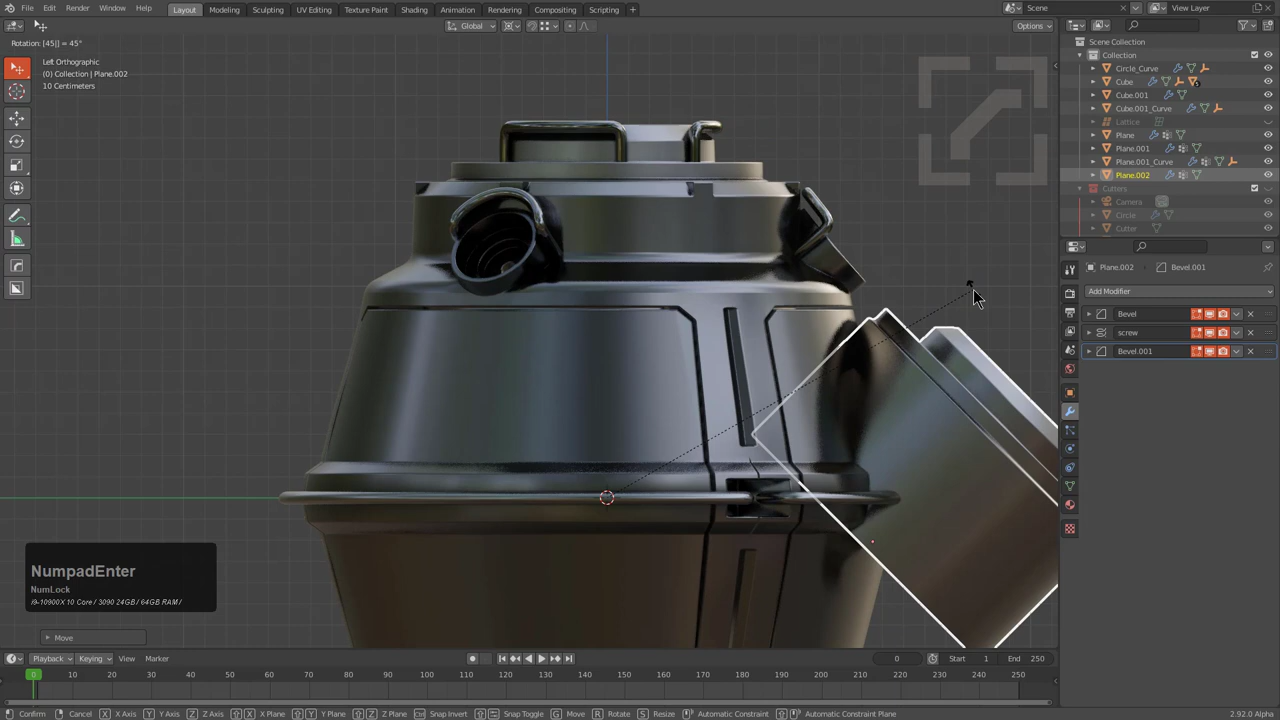 File Edit Render Window Help Layout Modeling Sculpting UV Editing Texture Paint Shading Animation Rendering Compositing Scripting + Scene View Layer
Global Options
Rotation: [45|] = 45°
Left Orthographic
(0) Collection | Plane.002
10 Centimeters
Scene Collection
Collection
Circle_Curve
Cube
Cube.001
Cube.001_Curve
Lattice
Plane
Plane.001
Plane.001_Curve
Plane.002
Cutters
Camera
Circle
Cutter
Plane.002 Bevel.001
Add Modifier
Bevel
screw
Bevel.001
NumpadEnter
NumLock
i9-10900X 10 Core / 3090 24GB / 64GB RAM /
Move
Playback Keying View Marker 0 Start 1 End 250
0 10 20 30 40 50 60 70 80 90 100 110 120 130 140 150 160 170 180 190 200 210 220 230 240 250
Confirm Cancel X X Axis Y Y Axis Z Z Axis X X Plane Y Y Plane Z Z Plane Snap Invert Snap Toggle G Move R Rotate S Resize Automatic Constraint Automatic Constraint Plane 2.92.0 Alpha